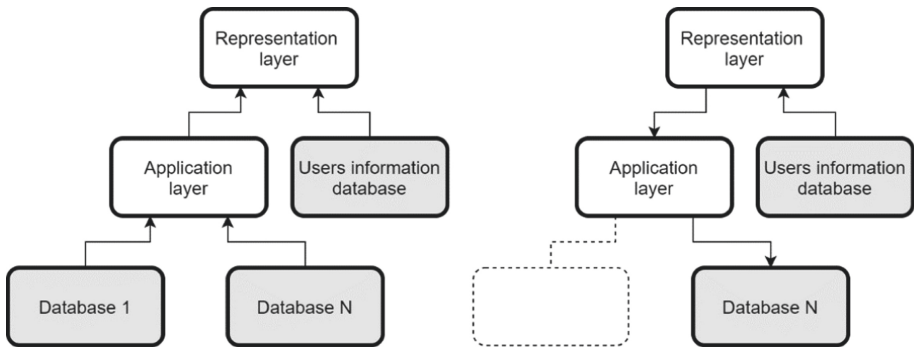 Representation
layer
Application
layer
Users information
database
Database 1
Database N
Representation
layer
Application
layer
Users information
database
Database N